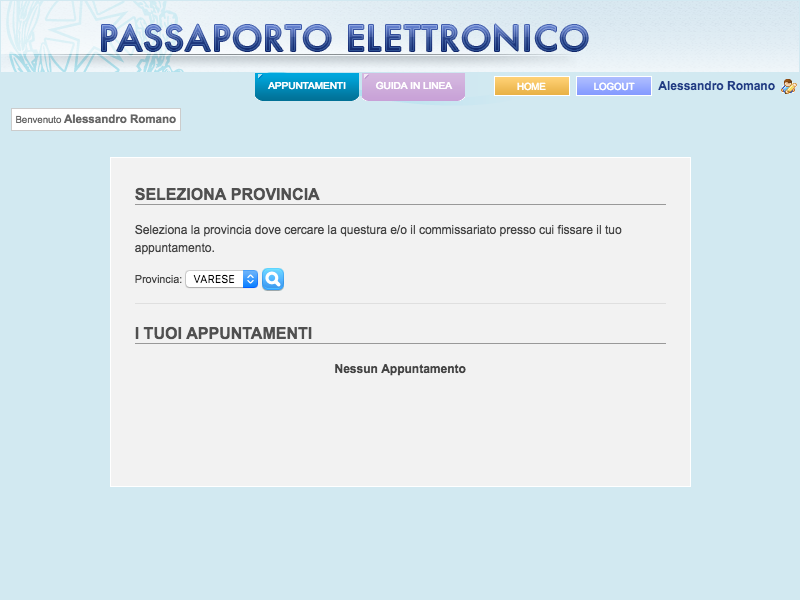 PASSAPORTO ELETTRONICO
APPUNTAMENTI
GUIDA IN LINEA
HOME
LOGOUT
Alessandro Romano
Benvenuto Alessandro Romano
SELEZIONA PROVINCIA
Seleziona la provincia dove cercare la questura e/o il commissariato presso cui fissare il tuo
appuntamento.
Provincia: VARESE
I TUOI APPUNTAMENTI
Nessun Appuntamento